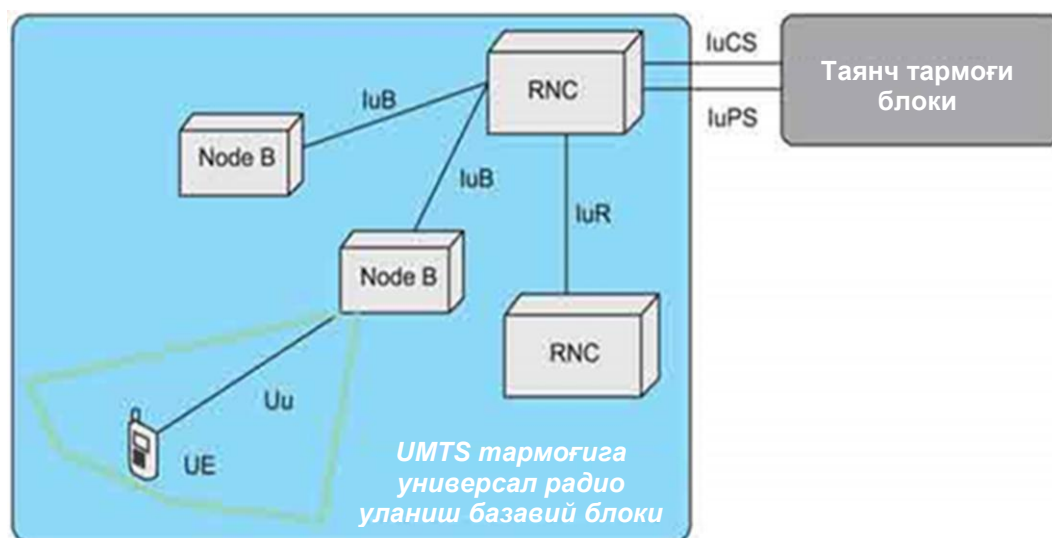 IuCS
Таянч тармоғи
блоки
RNC
IuB
IuPS
Node B
IuB
IuR
Node B
RNC
Uu
UE
UMTS тармоғига
универсал радио
уланиш базавий блоки